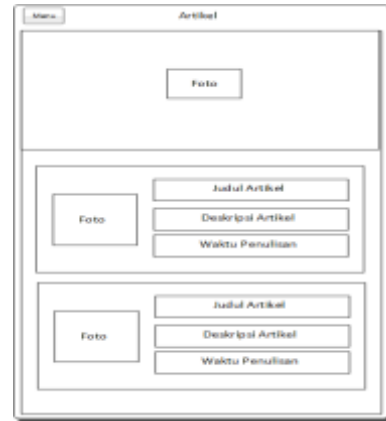 Menu
Artikel
Foto
Judul Artikel
Foto
Deskripsi Artikel
Waktu Penulisan
Judul Artikel
Foto
Deskripsi Artikel
Waktu Penulisan